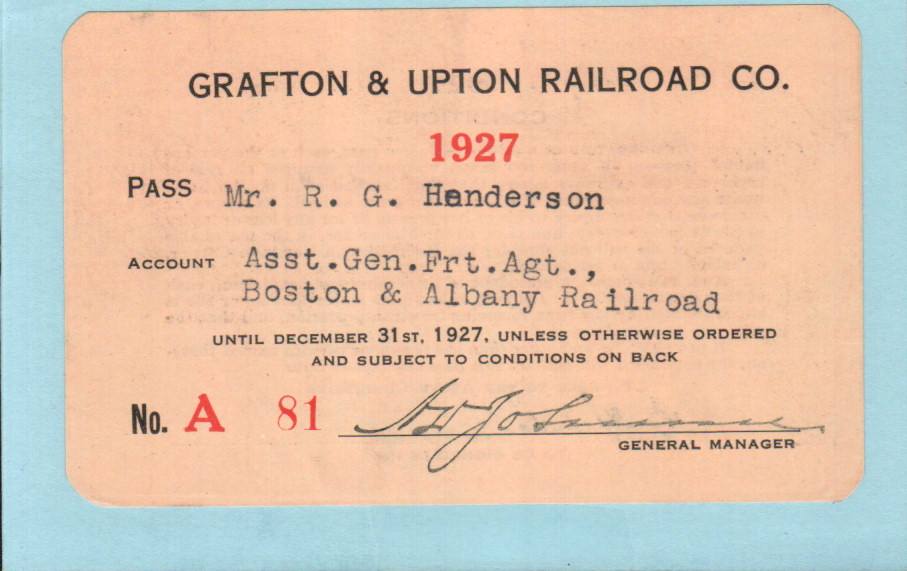 GRAFTON & UPTON RAILROAD CO.
1927
PASS Mr. R. G. Henderson
ACCOUNT Asst.Gen.Frt.Agt.,
Boston & Albany Railroad
UNTIL DECEMBER 31ST, 1927, UNLESS OTHERWISE ORDERED
AND SUBJECT TO CONDITIONS ON BACK
No. A 81
GENERAL MANAGER